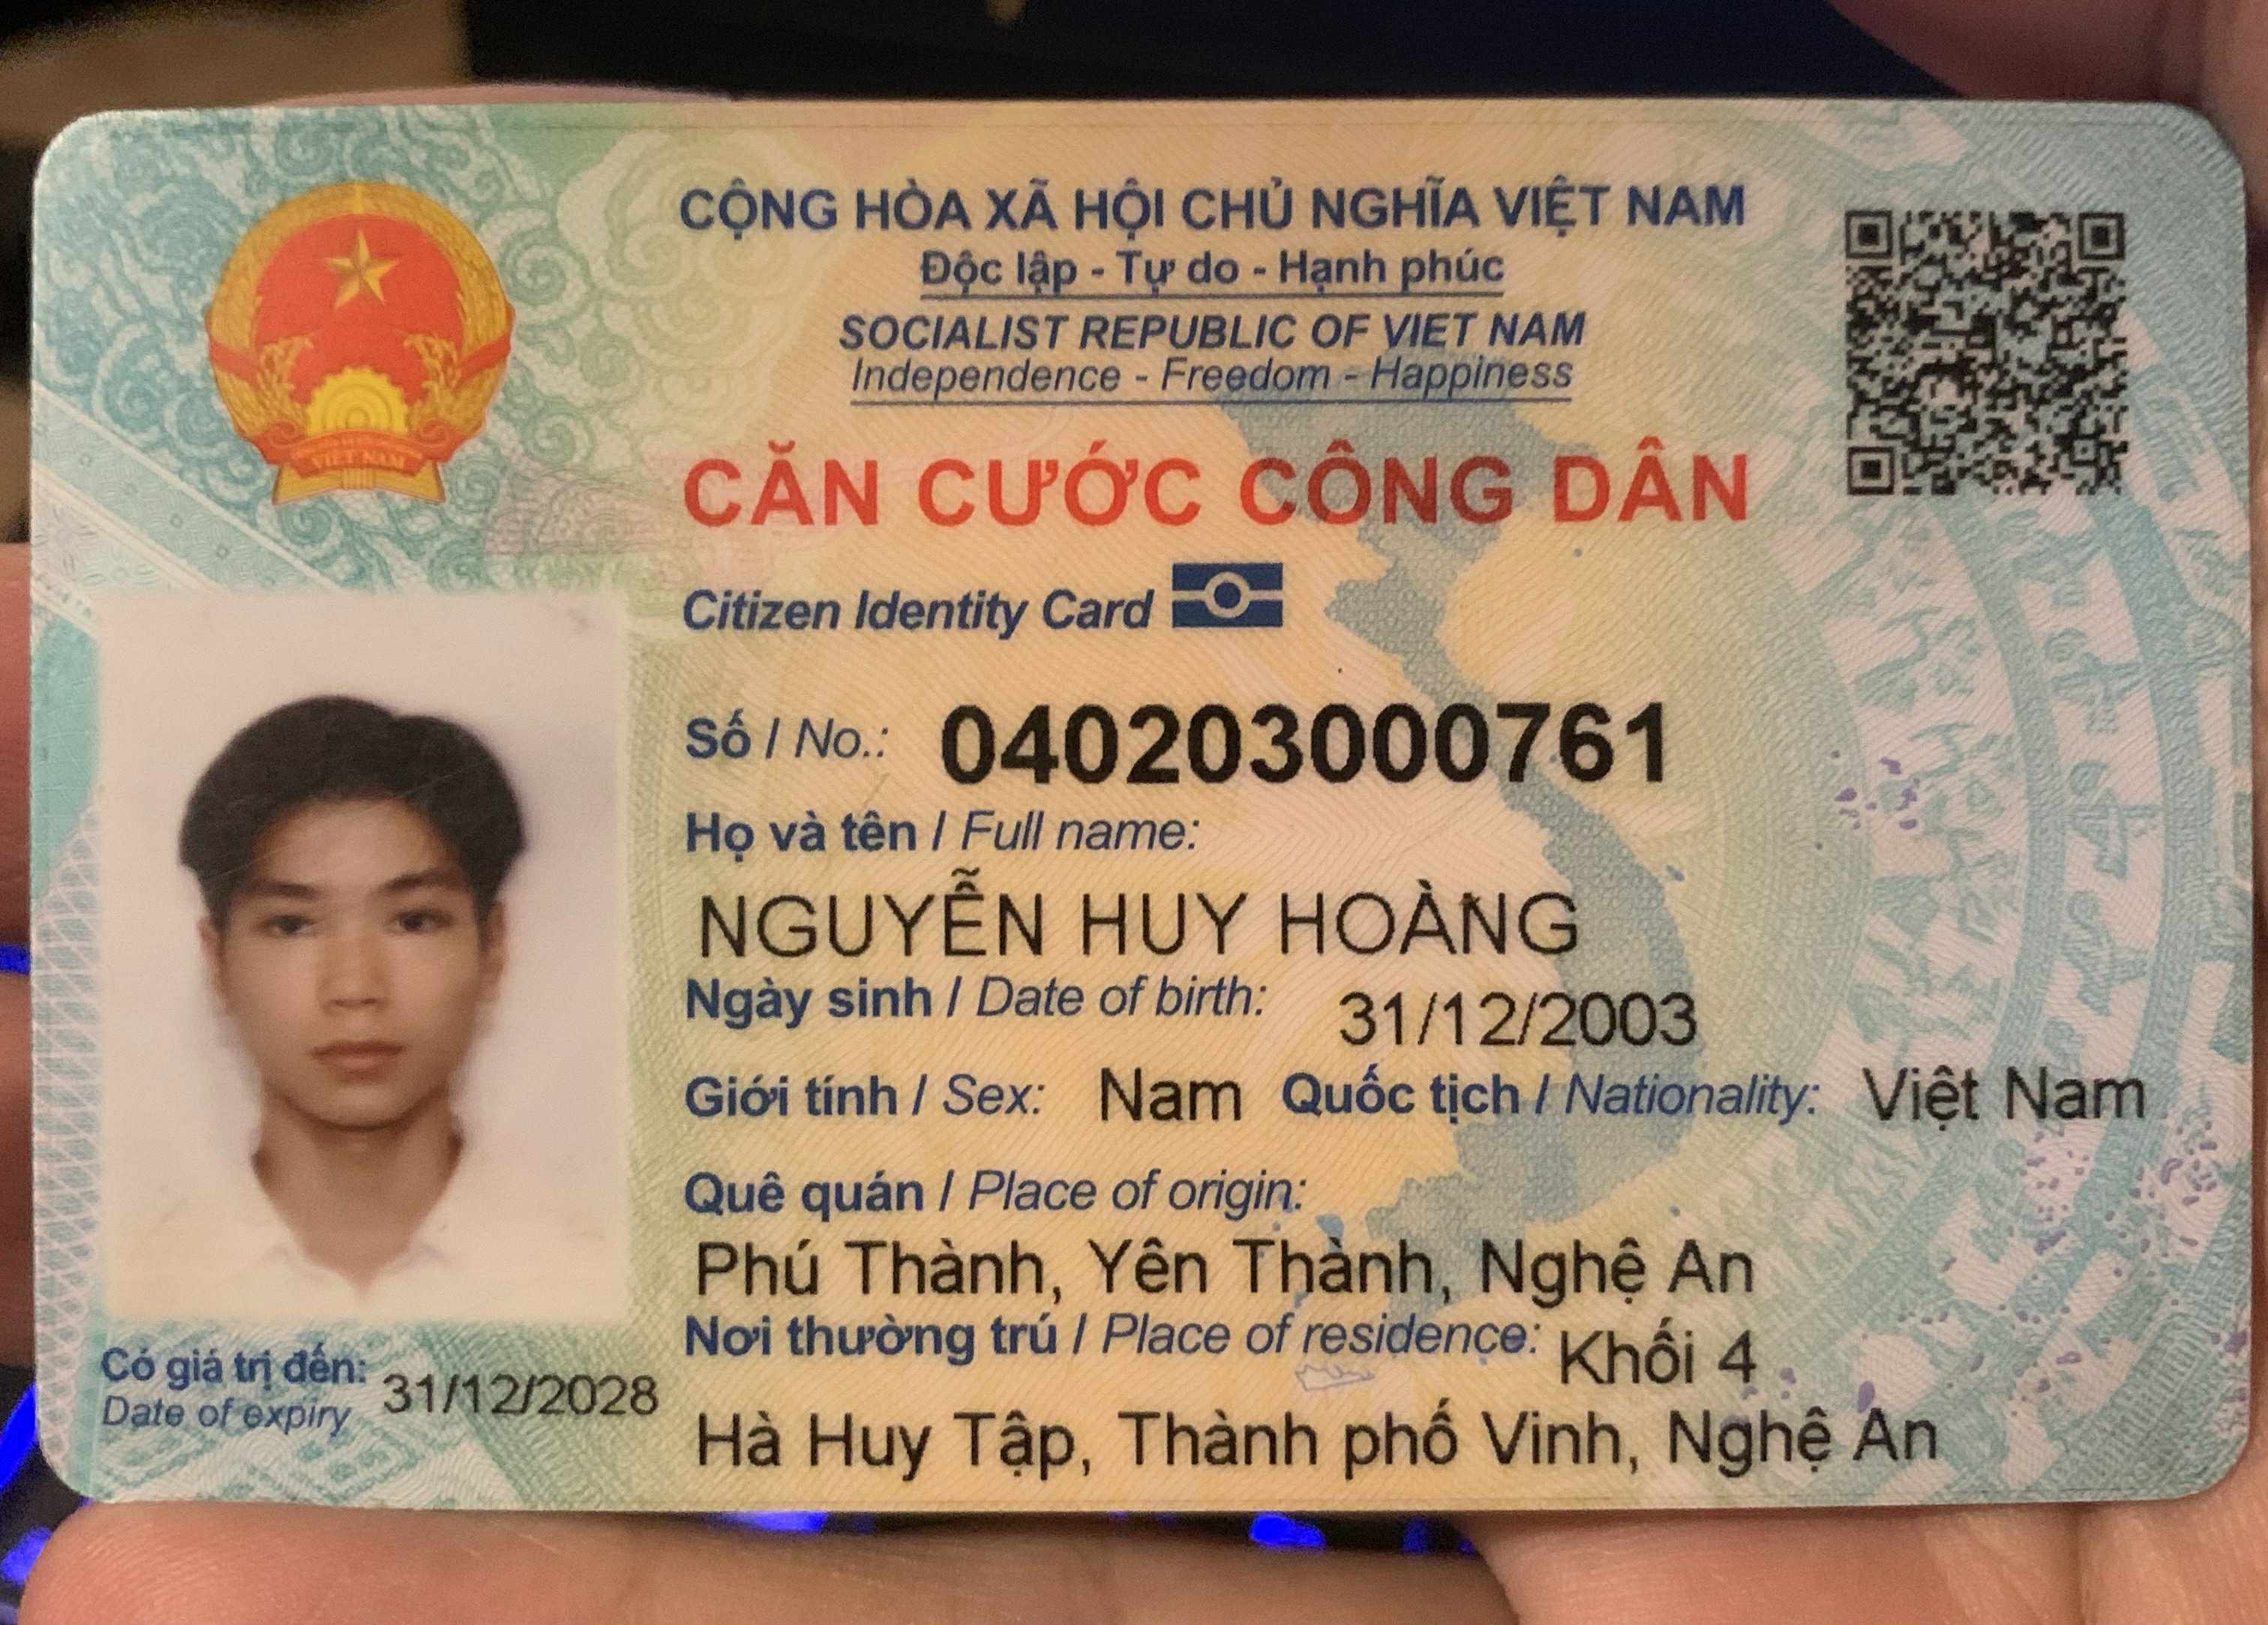 CỘNG HÒA XÃ HỘI CHỦ NGHĨA VIỆT NAM
Độc lập - Tự do - Hạnh phúc
SOCIALIST REPUBLIC OF VIET NAM
Independence - Freedom - Happiness
VIỆT NAM
CĂN CƯỚC CÔNG DÂN
Citizen Identity Card
Số / No.: 040203000761
Họ và tên / Full name:
NGUYỄN HUY HOÀNG
Ngày sinh / Date of birth: 31/12/2003
Giới tính / Sex: Nam Quốc tịch / Nationality: Việt Nam
Quê quán / Place of origin:
Phú Thành, Yên Thành, Nghệ An
Nơi thường trú / Place of residence: Khối 4
Hà Huy Tập, Thành phố Vinh, Nghệ An
Có giá trị đến: 31/12/2028
Date of expiry